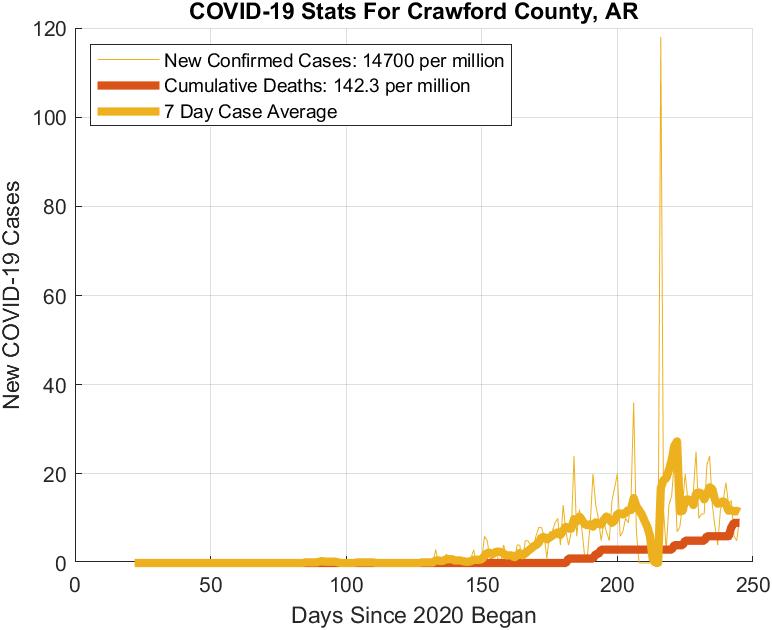 COVID-19 Stats For Crawford County, AR
New Confirmed Cases: 14700 per million
Cumulative Deaths: 142.3 per million
7 Day Case Average
New COVID-19 Cases
120
100
80
60
40
20
0
0 50 100 150 200 250
Days Since 2020 Began